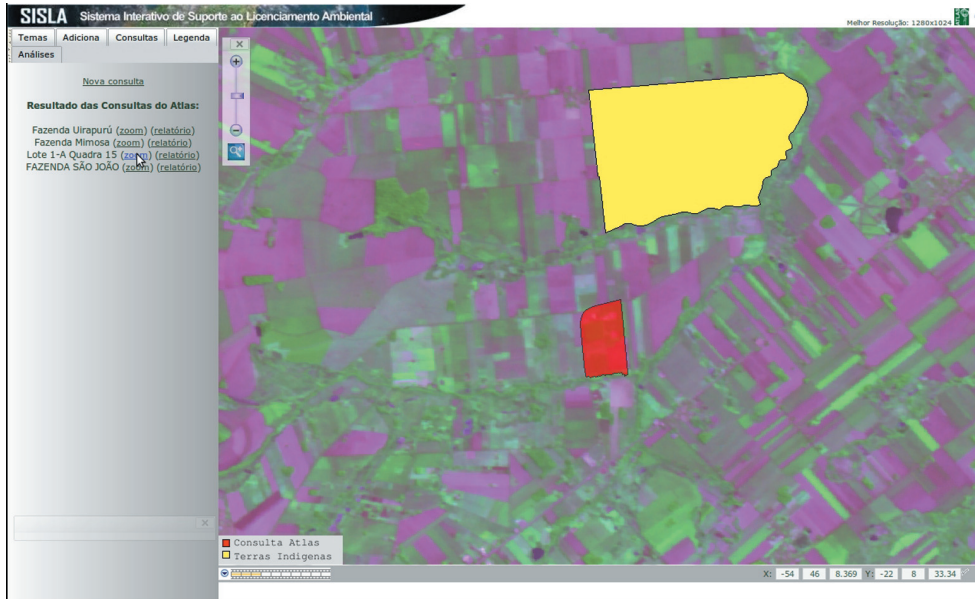 SISLA Sistema Interativo de Suporte ao Licenciamento Ambiental
Melhor Resolução: 1280x1024
Temas Adiciona Consultas Legenda
Análises
Nova consulta
Resultado das Consultas do Atlas:
Fazenda Uirapurú (zoom) (relatório)
Fazenda Mimosa (zoom) (relatório)
Lote 1-A Quadra 15 (zoom) (relatório)
FAZENDA SÃO JOÃO (zoom) (relatório)
Consulta Atlas
Terras Indigenas
X: -54 46 8.369 Y: -22 8 33.34